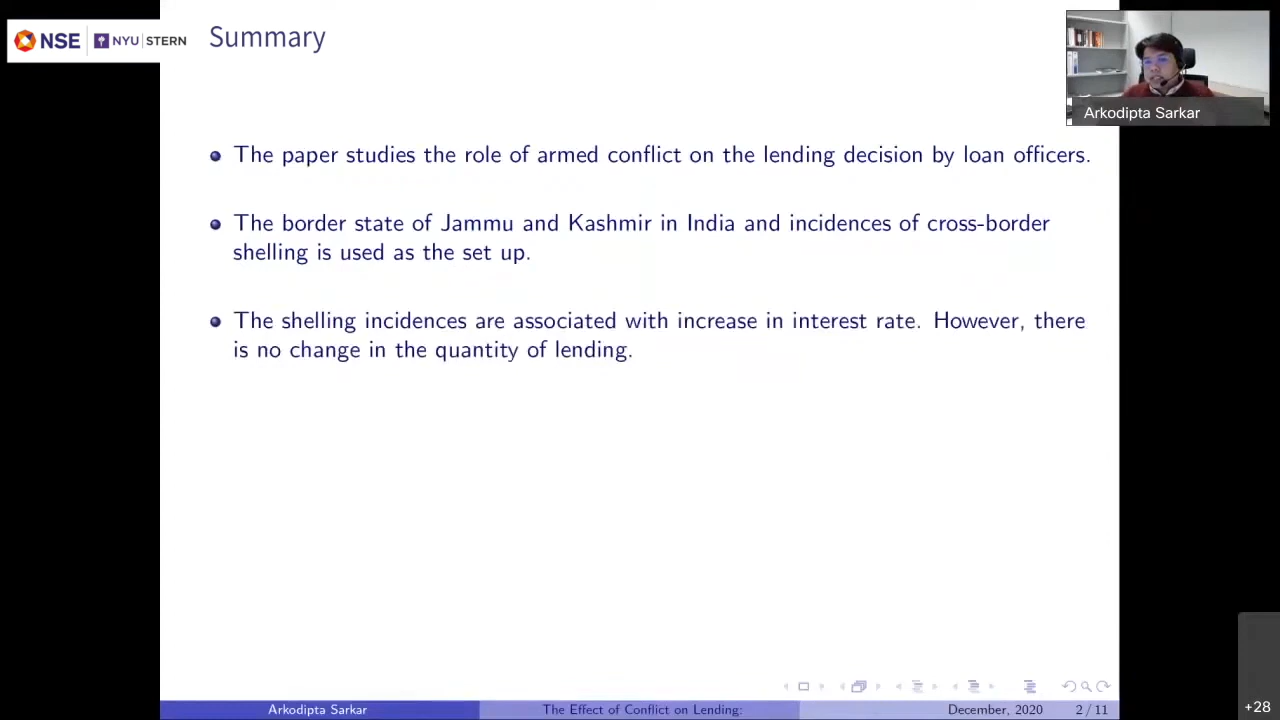 NSE NYU STERN
Summary
Arkodipta Sarkar
The paper studies the role of armed conflict on the lending decision by loan officers.
The border state of Jammu and Kashmir in India and incidences of cross-border
shelling is used as the set up.
The shelling incidences are associated with increase in interest rate. However, there
is no change in the quantity of lending.
Arkodipta Sarkar The Effect of Conflict on Lending: December, 2020 2 / 11
+28